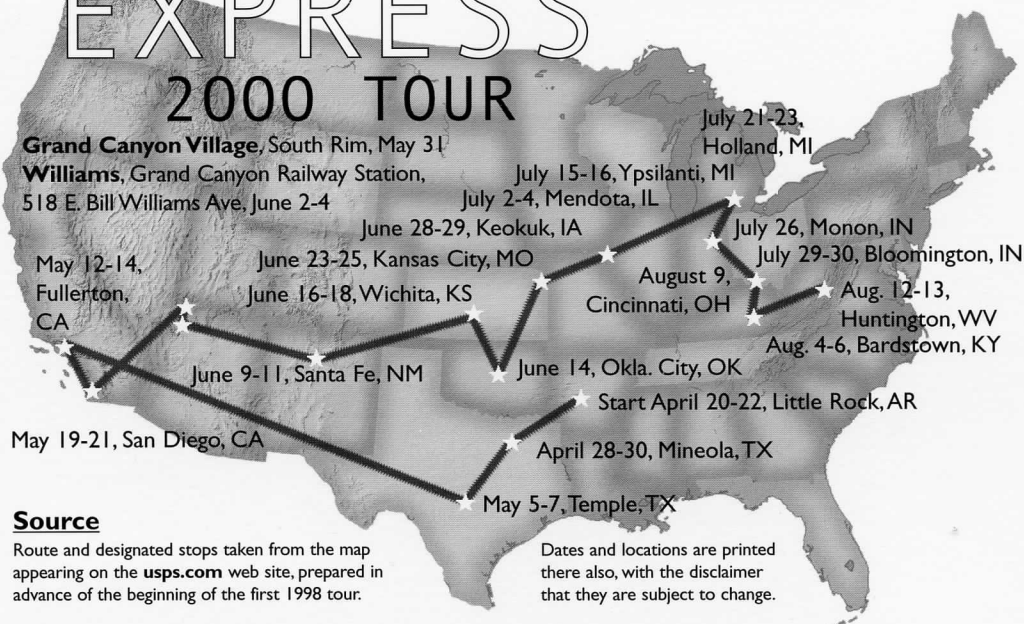 EXPRESS
2000 TOUR
Grand Canyon Village, South Rim, May 31
Williams, Grand Canyon Railway Station,
518 E. Bill Williams Ave, June 2-4
July 21-23,
Holland, MI
July 15-16, Ypsilanti, MI
July 2-4, Mendota, IL
June 28-29, Keokuk, IA
July 26, Monon, IN
June 23-25, Kansas City, MO
July 29-30, Bloomington, IN
May 12-14,
Fullerton,
CA
June 16-18, Wichita, KS
August 9,
Cincinnati, OH
Aug. 12-13,
Huntington, WV
Aug. 4-6, Bardstown, KY
June 9-11, Santa Fe, NM
June 14, Okla. City, OK
Start April 20-22, Little Rock, AR
May 19-21, San Diego, CA
April 28-30, Mineola, TX
May 5-7, Temple, TX
Source
Route and designated stops taken from the map
appearing on the usps.com web site, prepared in
advance of the beginning of the first 1998 tour.
Dates and locations are printed
there also, with the disclaimer
that they are subject to change.